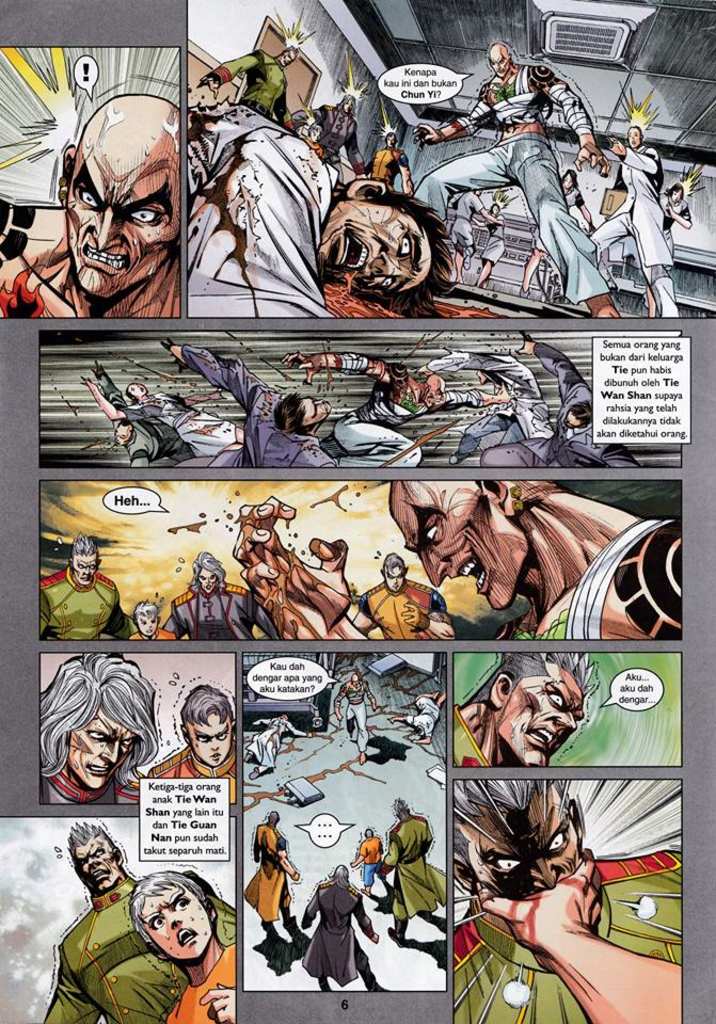 !
Kenapa
kau ini dan bukan
Chun Yi?
Semua orang yang
bukan dari keluarga
Tie pun habis
dibunuh oleh Tie
Wan Shan supaya
rahsia yang telah
dilakukannya tidak
akan diketahui orang.
Heh...
Ketiga-tiga orang
anak Tie Wan
Shan yang lain itu
dan Tie Guan
Nan pun sudah
takut separuh mati.
Kau dah
dengar apa yang
aku katakan?
... ...
Aku...
aku dah
dengar...
6